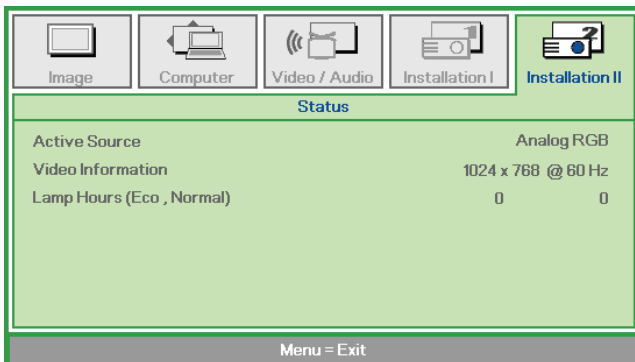 Image Computer Video / Audio Installation I Installation II
Status
Active Source Analog RGB
Video Information 1024 x 768 @ 60 Hz
Lamp Hours (Eco , Normal) 0 0
Menu = Exit